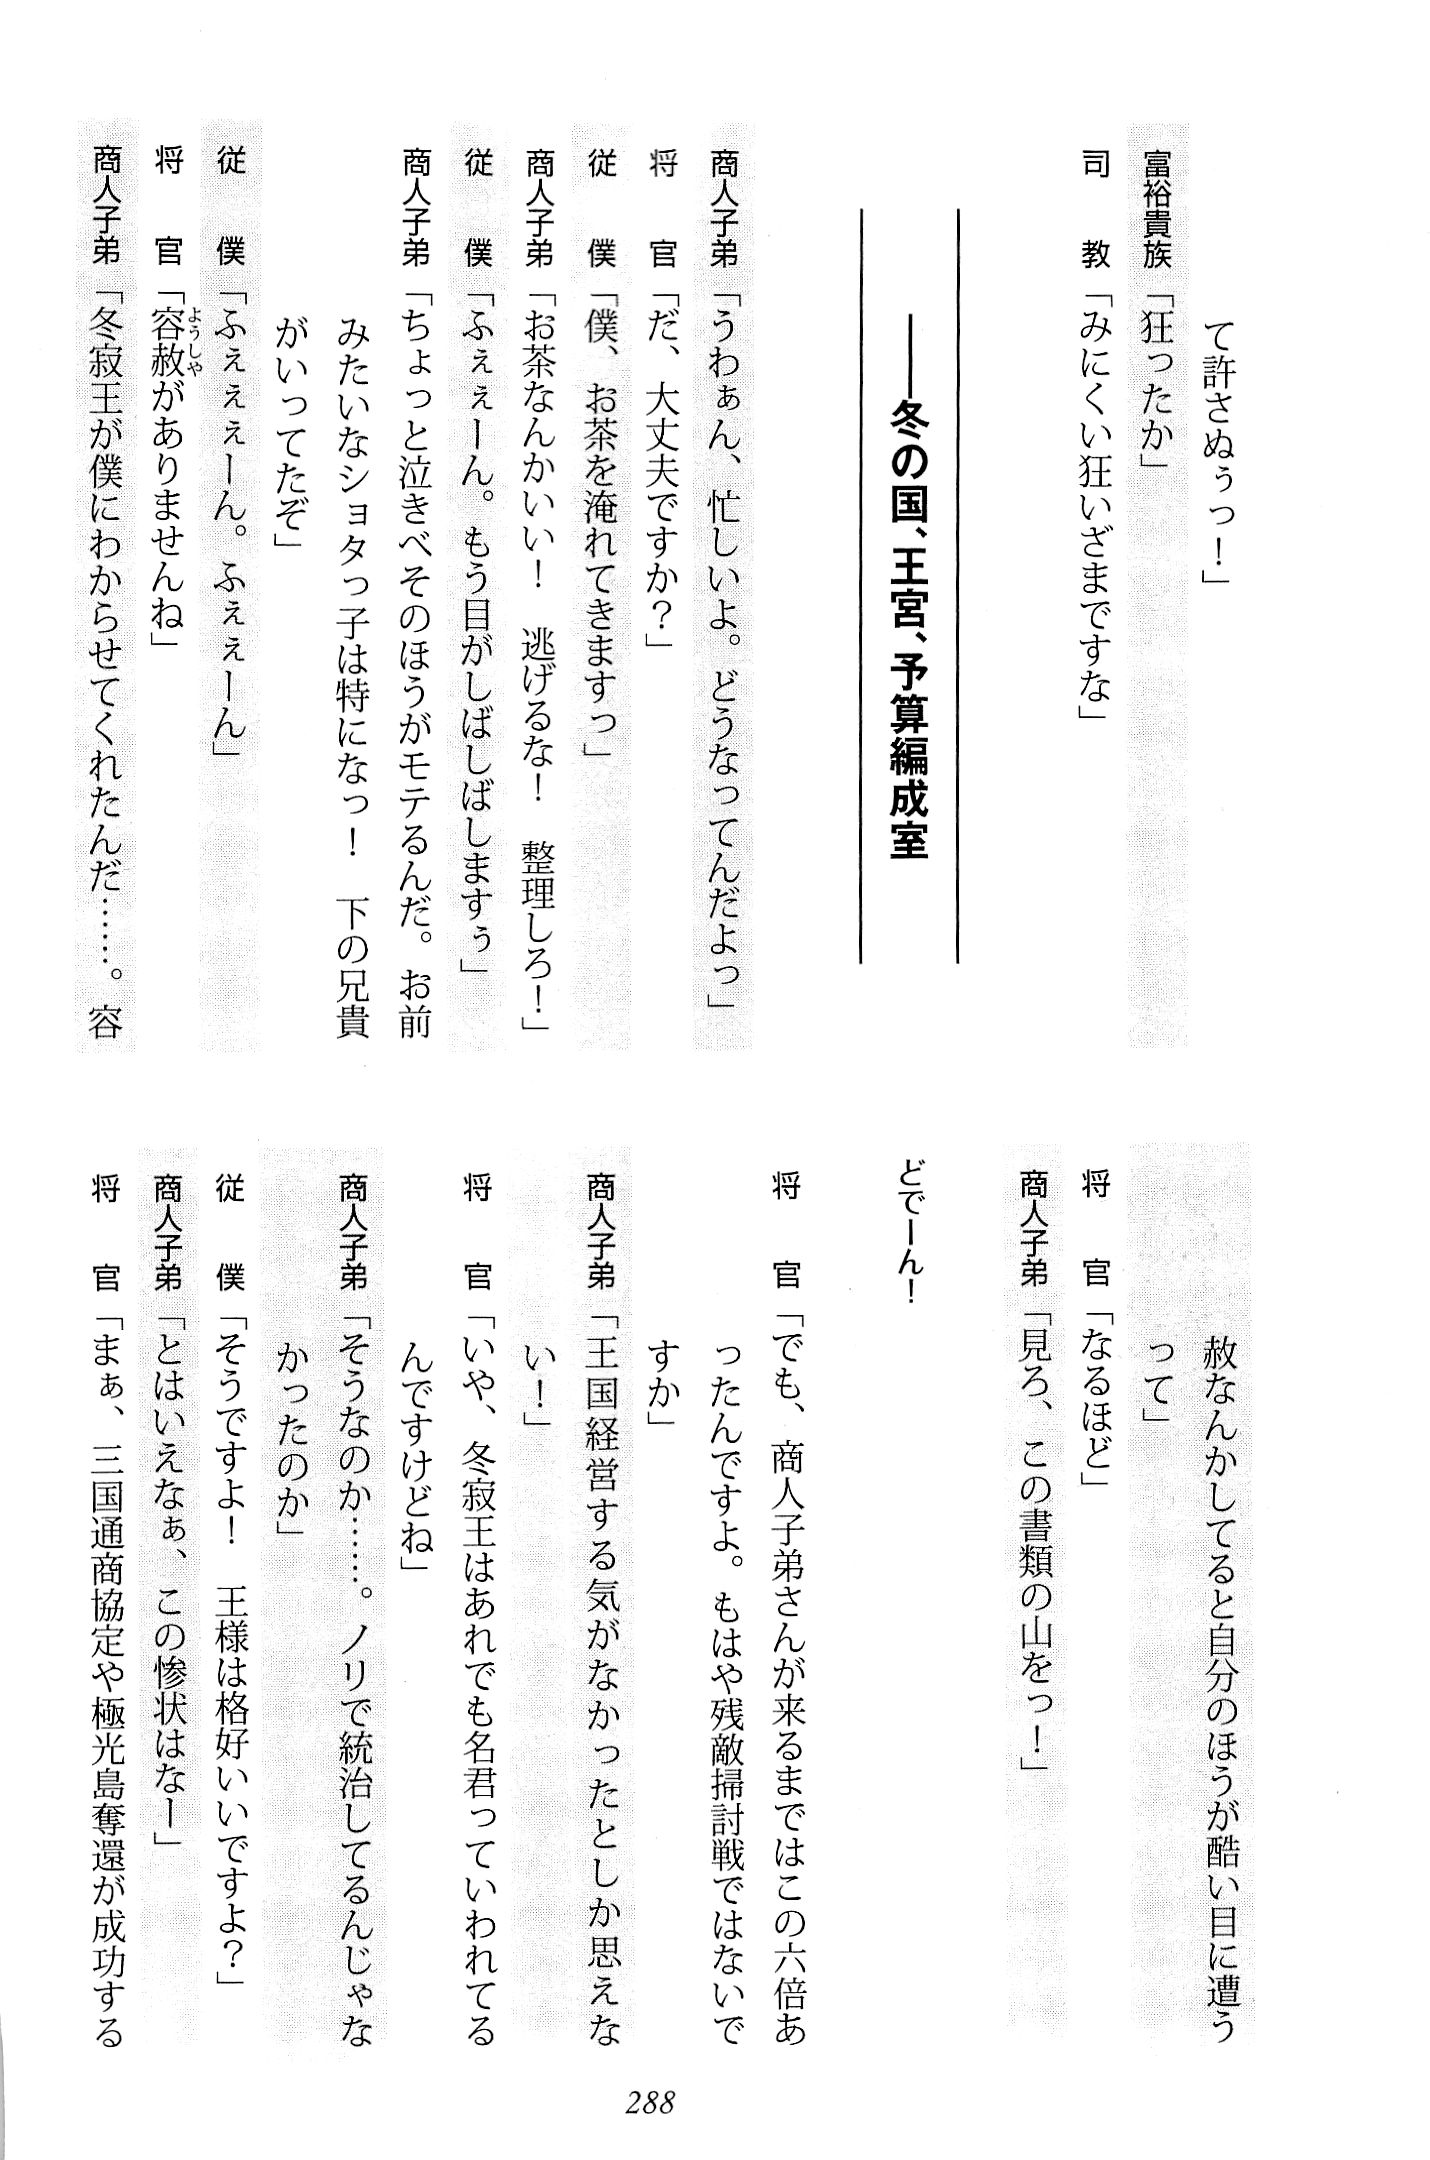 て許さぬぅっ！」
富裕貴族「狂ったか」
司　教「みにくい狂いざまですな」
――冬の国、王宮、予算編成室
商人子弟「うわぁん、忙しいよ。どうなってんだよっ」
将　官「だ、大丈夫ですか？」
従　僕「僕、お茶を淹れてきますっ」
商人子弟「お茶なんかいい！　逃げるな！　整理しろ！」
従　僕「ふぇぇーん。もう目がしばしばしますぅ」
商人子弟「ちょっと泣きべそのほうがモテるんだ。お前
みたいなショタっ子は特になっ！　下の兄貴
がいってたぞ」
従　僕「ふぇぇぇーん。ふぇぇーん」
将　官「容赦がありませんね」
ようしゃ
商人子弟「冬寂王が僕にわからせてくれたんだ……。容
赦なんかしてると自分のほうが酷い目に遭う
って」
将　官「なるほど」
商人子弟「見ろ、この書類の山をっ！」
どでーん！
将　官「でも、商人子弟さんが来るまではこの六倍あ
ったんですよ。もはや残敵掃討戦ではないで
すか」
商人子弟「王国経営する気がなかったとしか思えな
い！」
将　官「いや、冬寂王はあれでも名君っていわれてる
んですけどね」
商人子弟「そうなのか……。ノリで統治してるんじゃな
かったのか」
従　僕「そうですよ！　王様は格好いいですよ？」
商人子弟「とはいえなぁ、この惨状はなー」
将　官「まぁ、三国通商協定や極光島奪還が成功する
288